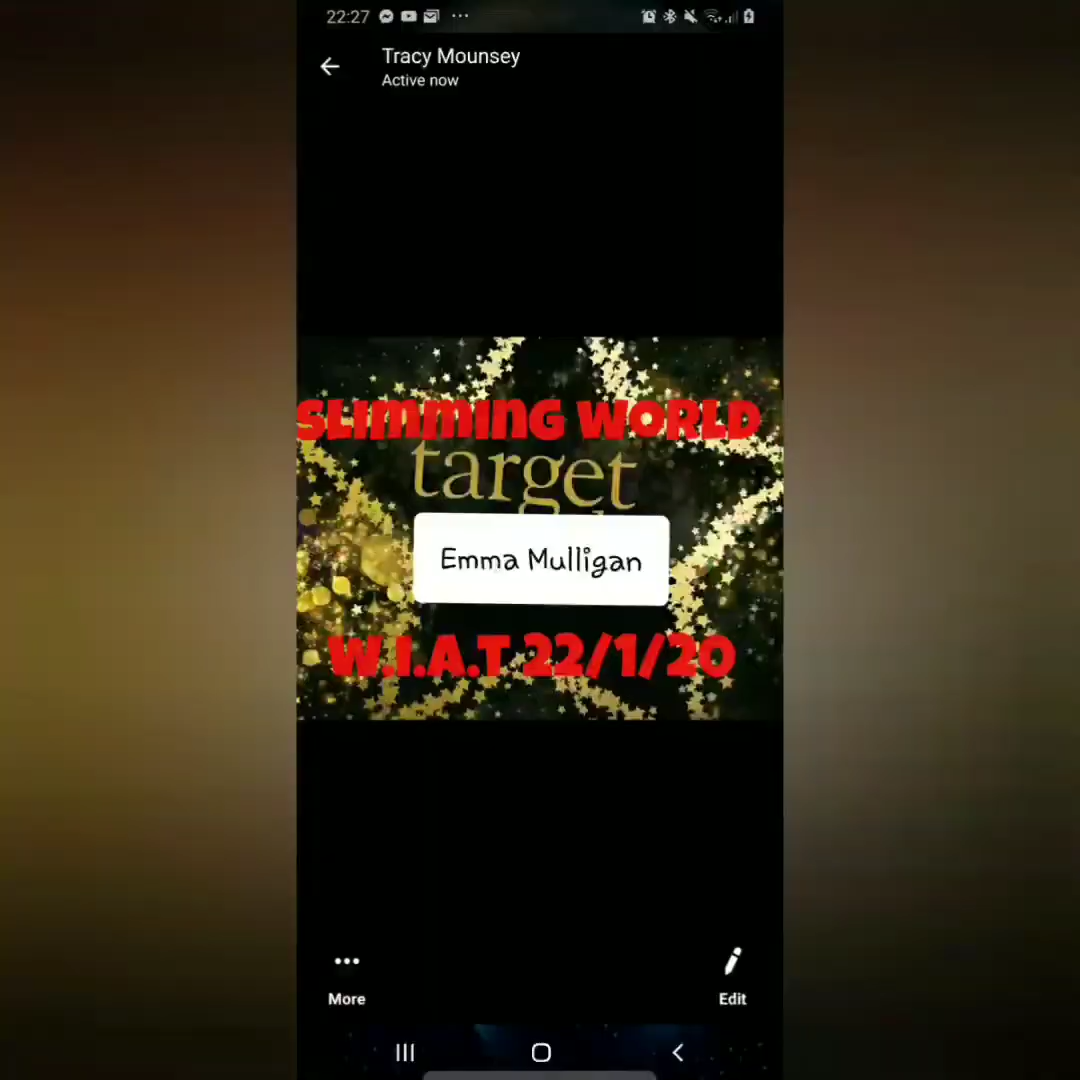 22:27
Tracy Mounsey
Active now
SLIMMING WORLD
target
Emma Mulligan
W.I.A.T 22/1/20
More
Edit